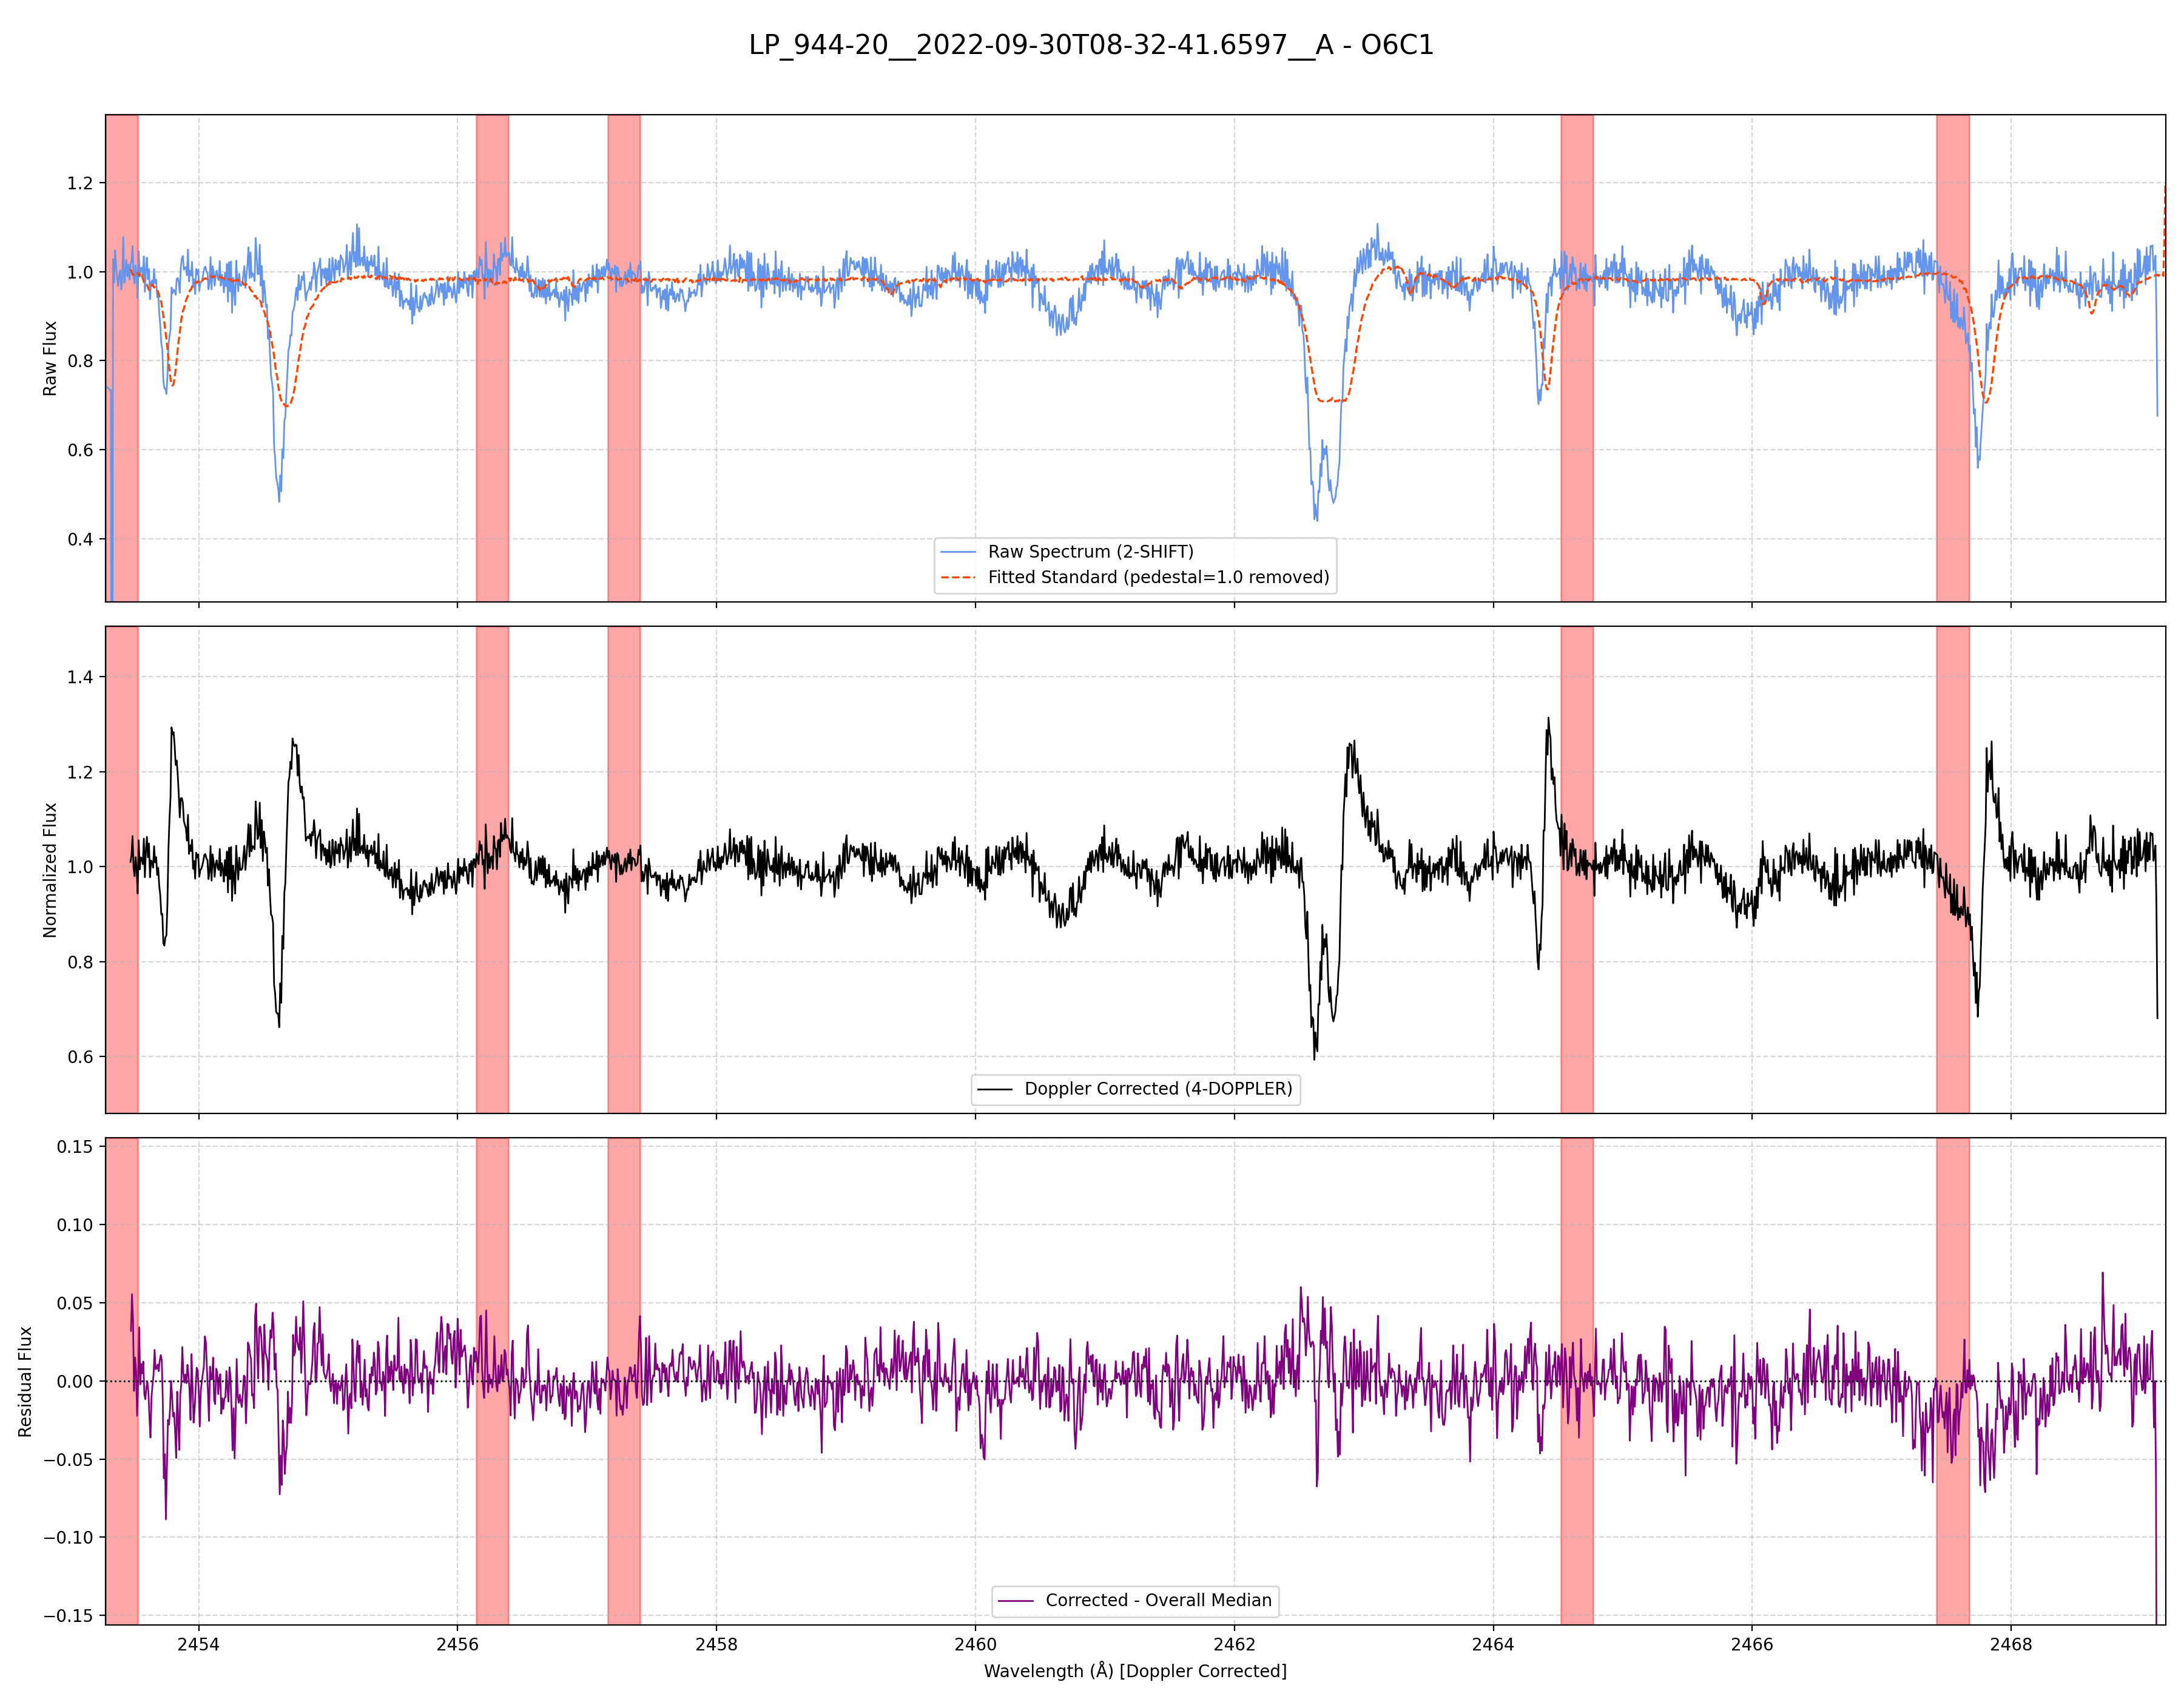 LP_944-20__2022-09-30T08-32-41.6597__A - O6C1
1.2
1.0
0.8
0.6
0.4
Raw Flux
Raw Spectrum (2-SHIFT)
Fitted Standard (pedestal=1.0 removed)
1.4
1.2
1.0
0.8
0.6
Normalized Flux
Doppler Corrected (4-DOPPLER)
0.15
0.10
0.05
0.00
−0.05
−0.10
−0.15
Residual Flux
Corrected - Overall Median
2454 2456 2458 2460 2462 2464 2466 2468
Wavelength (Å) [Doppler Corrected]